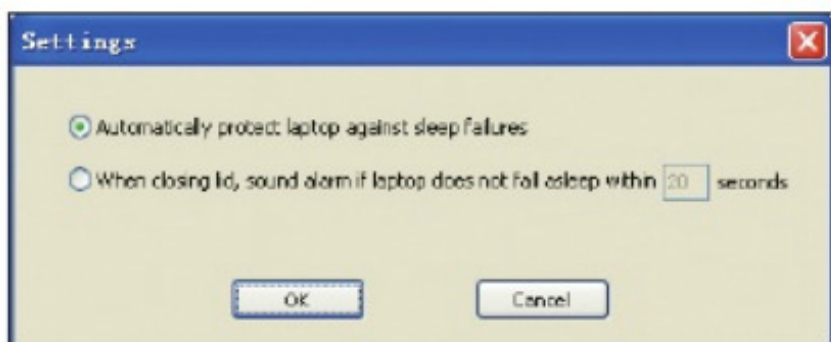 Settings
Automatically protect laptop against sleep failures
When closing lid, sound alarm if laptop does not fall asleep within 20 seconds
OK
Cancel